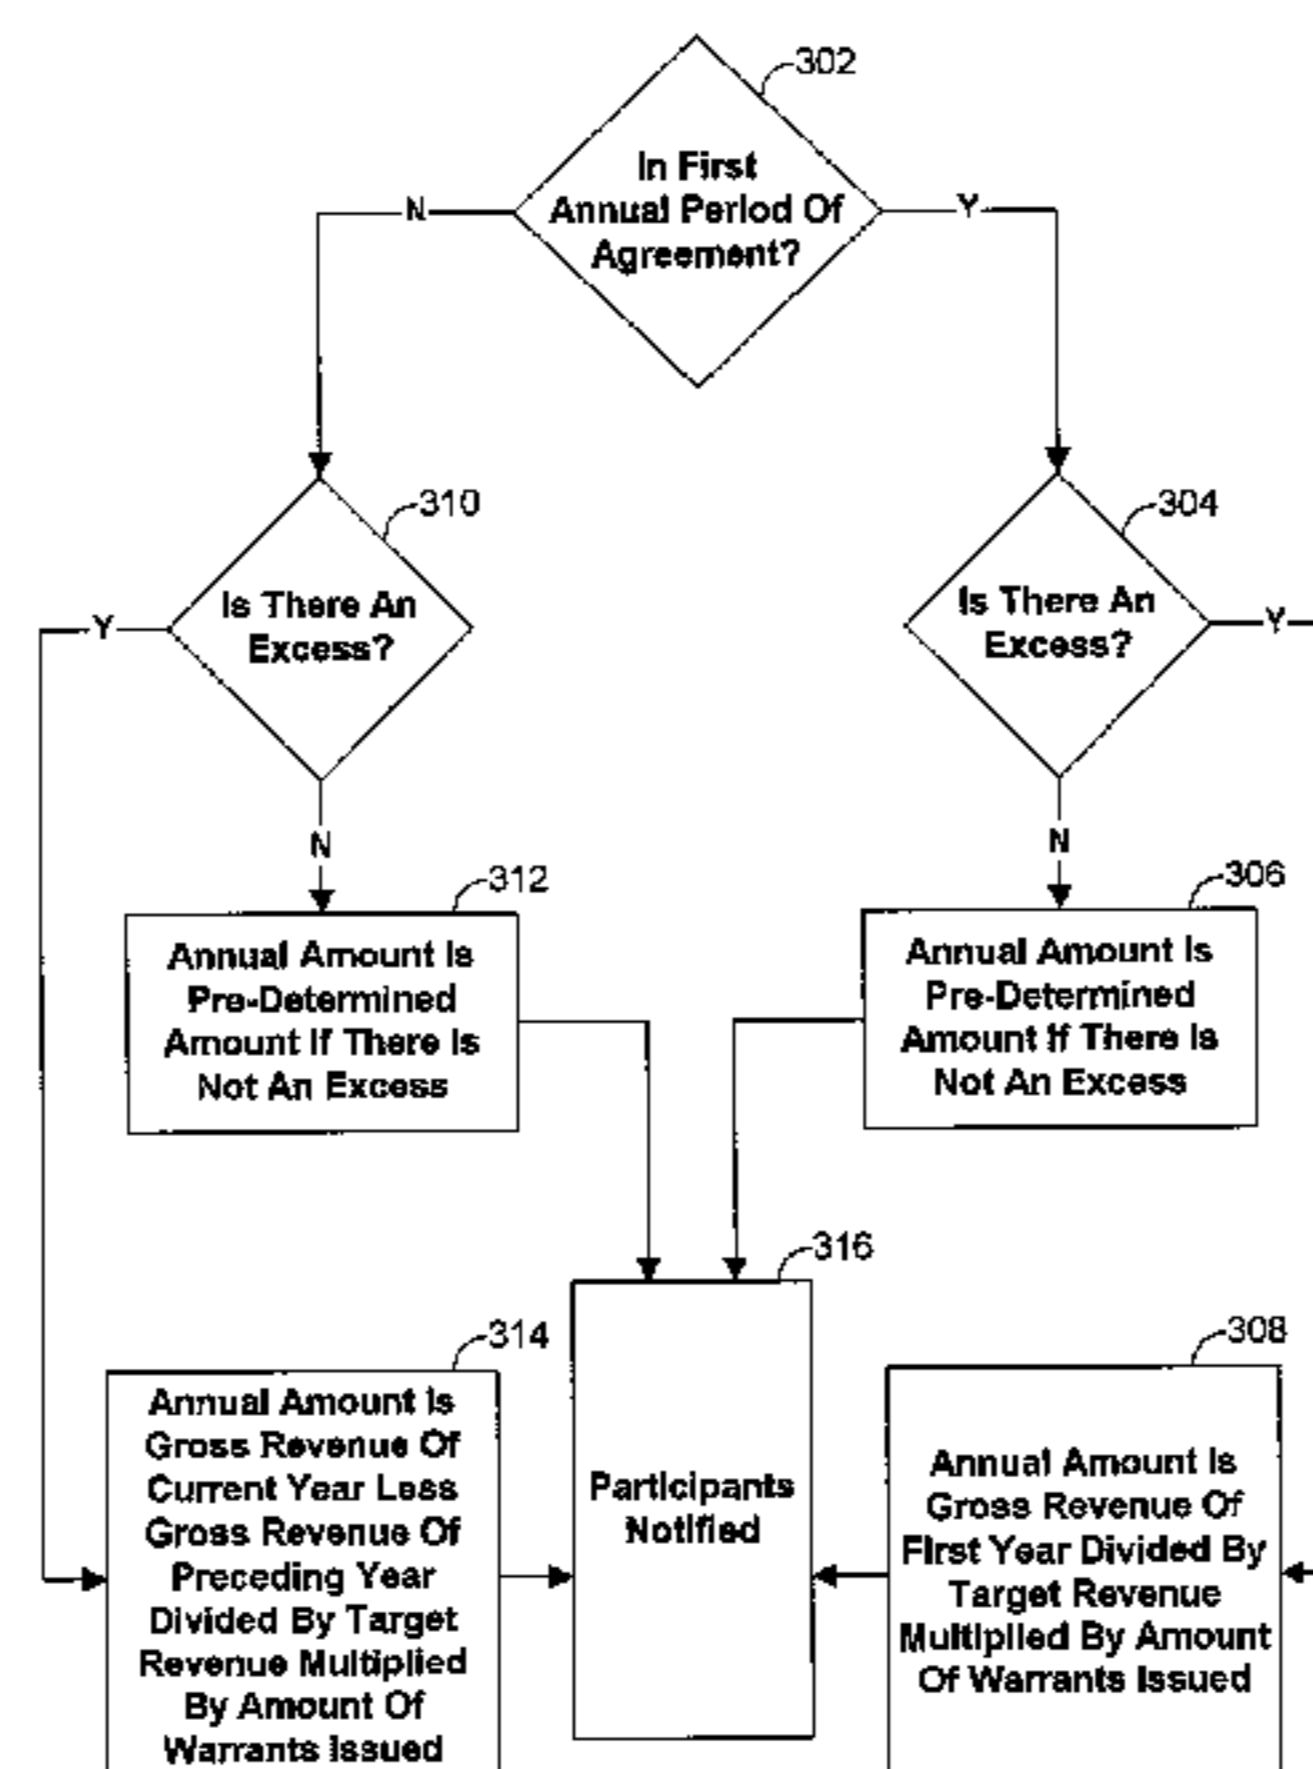 302
In First
Annual Period Of
Agreement?
N
Y
310
Is There An
Excess?
304
Is There An
Excess?
Y
Y
N
N
312
Annual Amount Is
Pre-Determined
Amount If There Is
Not An Excess
306
Annual Amount Is
Pre-Determined
Amount If There Is
Not An Excess
316
Participants
Notified
314
Annual Amount Is
Gross Revenue Of
Current Year Less
Gross Revenue Of
Preceding Year
Divided By Target
Revenue Multiplied
By Amount Of
Warrants Issued
308
Annual Amount Is
Gross Revenue Of
First Year Divided By
Target Revenue
Multiplied By Amount
Of Warrants Issued